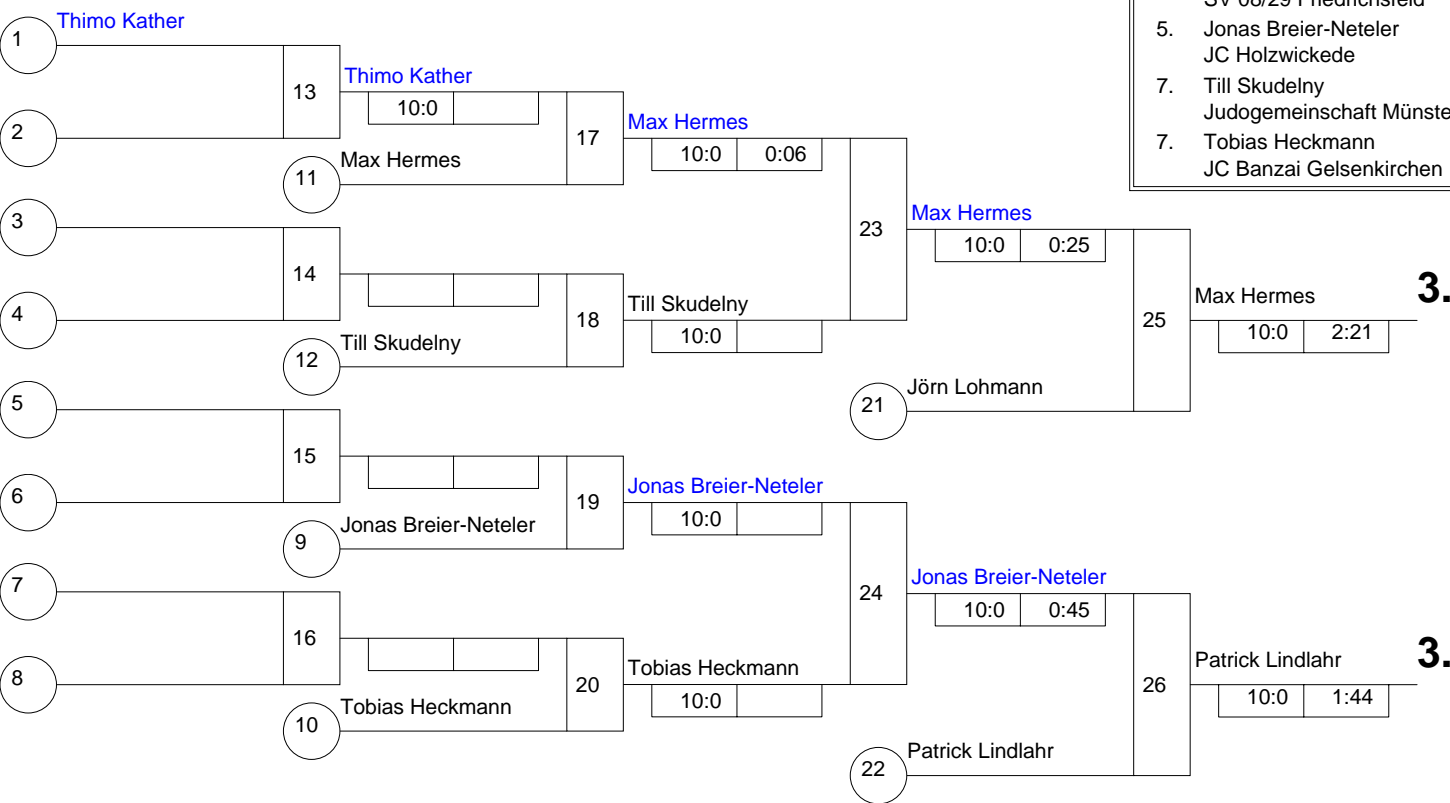 SV 08/29 Friedrichsfeld
5. Jonas Breier-Neteler
JC Holzwickede
7. Till Skudelny
Judogemeinschaft Münste
7. Tobias Heckmann
JC Banzai Gelsenkirchen
1 Thimo Kather
2
13
Thimo Kather
10:0
11 Max Hermes
17
Max Hermes
10:0 0:06
3
4
14
12 Till Skudelny
18
Till Skudelny
10:0
23
Max Hermes
10:0 0:25
21 Jörn Lohmann
25
Max Hermes 3.
10:0 2:21
5
6
15
9 Jonas Breier-Neteler
19
Jonas Breier-Neteler
10:0
7
8
16
10 Tobias Heckmann
20
Tobias Heckmann
10:0
24
Jonas Breier-Neteler
10:0 0:45
22 Patrick Lindlahr
26
Patrick Lindlahr 3.
10:0 1:44